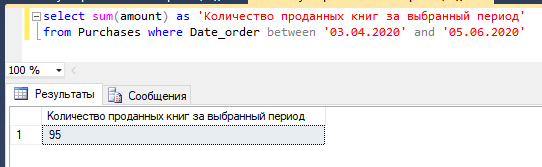 select sum(amount) as 'Количество проданных книг за выбранный период'
from Purchases where Date_order between '03.04.2020' and '05.06.2020'
100 %
Результаты Сообщения
Количество проданных книг за выбранный период
1 95